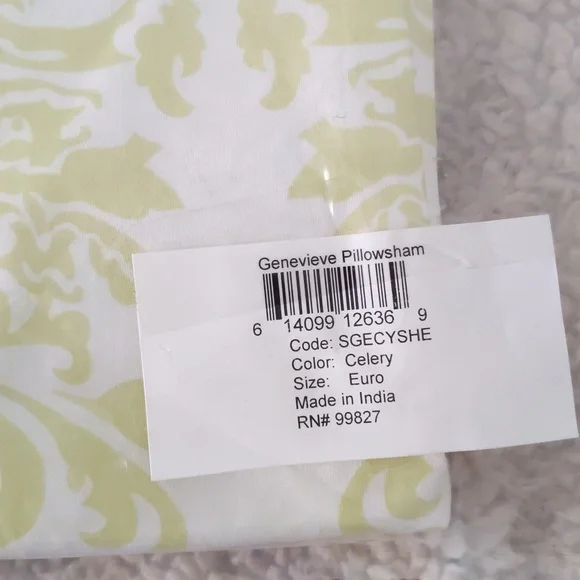 Genevieve Pillowsham
6 14099 12636 9
Code: SGECYSHE
Color: Celery
Size: Euro
Made in India
RN# 99827